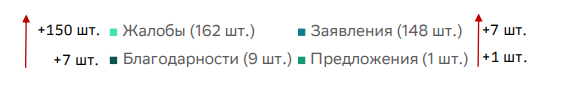 +150 шт. Жалобы (162 шт.) Заявления (148 шт.) +7 шт.
+7 шт. Благодарности (9 шт.) Предложения (1 шт.) +1 шт.